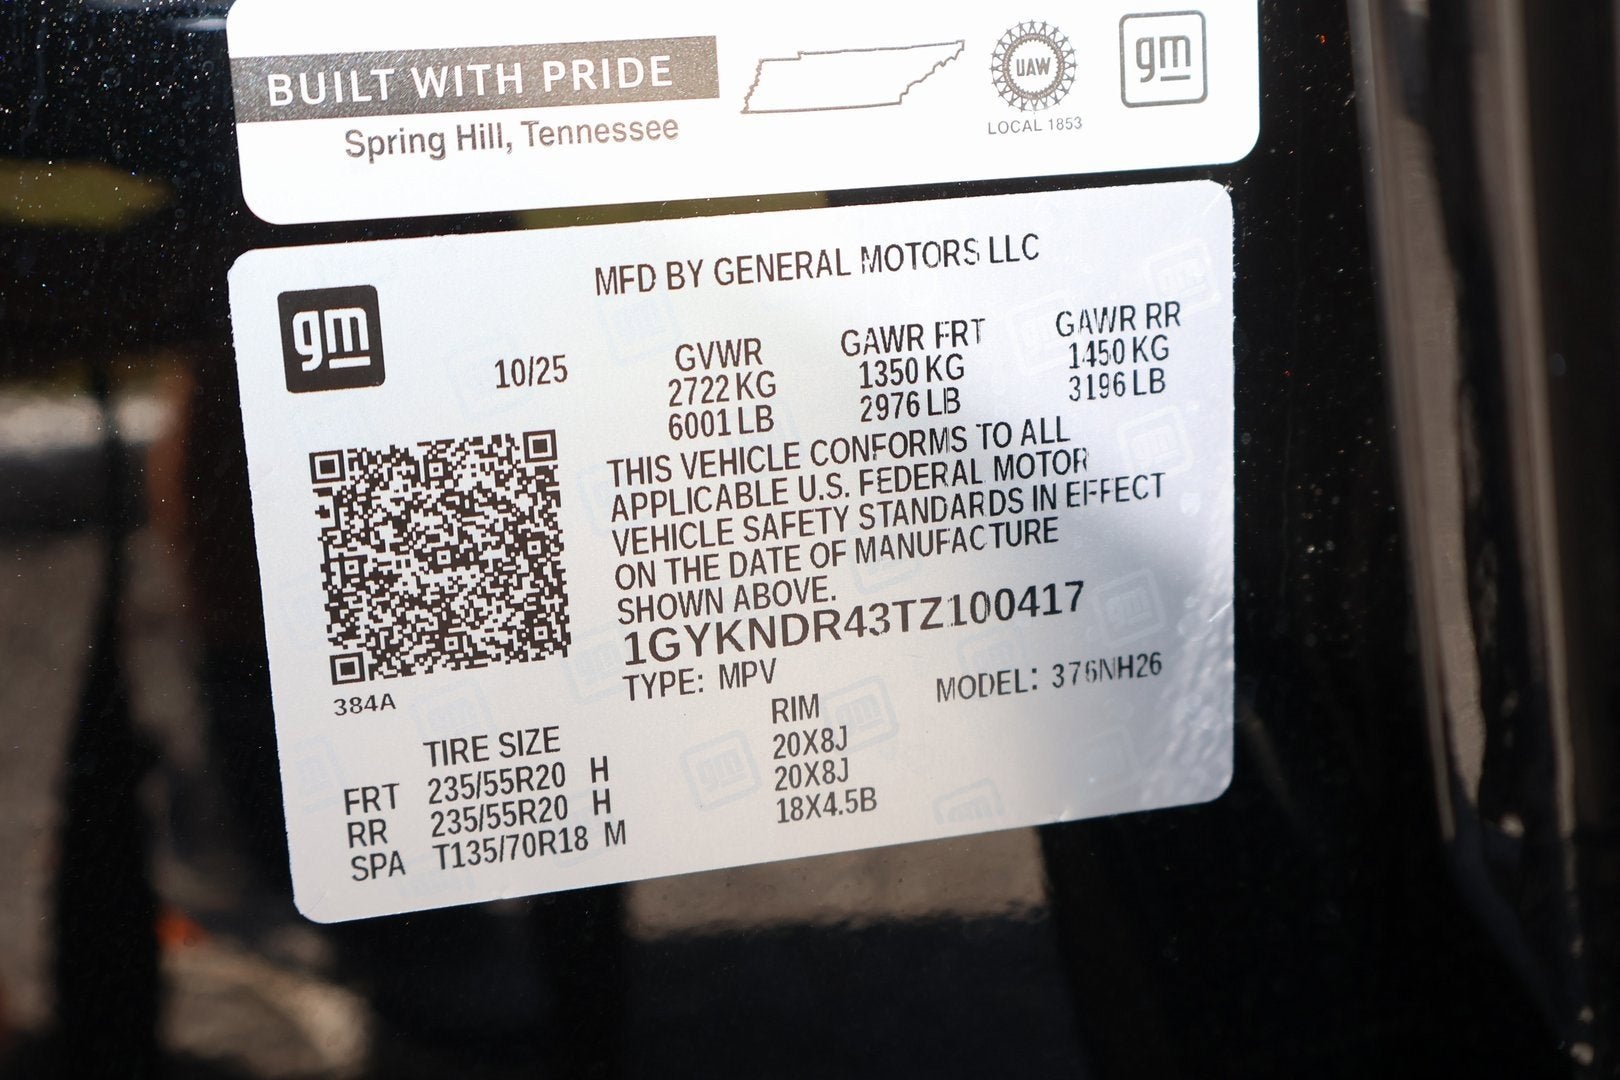 BUILT WITH PRIDE
Spring Hill, Tennessee
UAW
LOCAL 1853
gm
MFD BY GENERAL MOTORS LLC
gm
10/25
GVWR GAWR FRT GAWR RR
2722 KG 1350 KG 1450 KG
6001 LB 2976 LB 3196 LB
THIS VEHICLE CONFORMS TO ALL
APPLICABLE U.S. FEDERAL MOTOR
VEHICLE SAFETY STANDARDS IN EFFECT
ON THE DATE OF MANUFACTURE
SHOWN ABOVE.
1GYKNDR43TZ100417
TYPE: MPV MODEL: 376NH26
384A
TIRE SIZE RIM
FRT 235/55R20 H 20X8J
RR 235/55R20 H 20X8J
SPA T135/70R18 M 18X4.5B